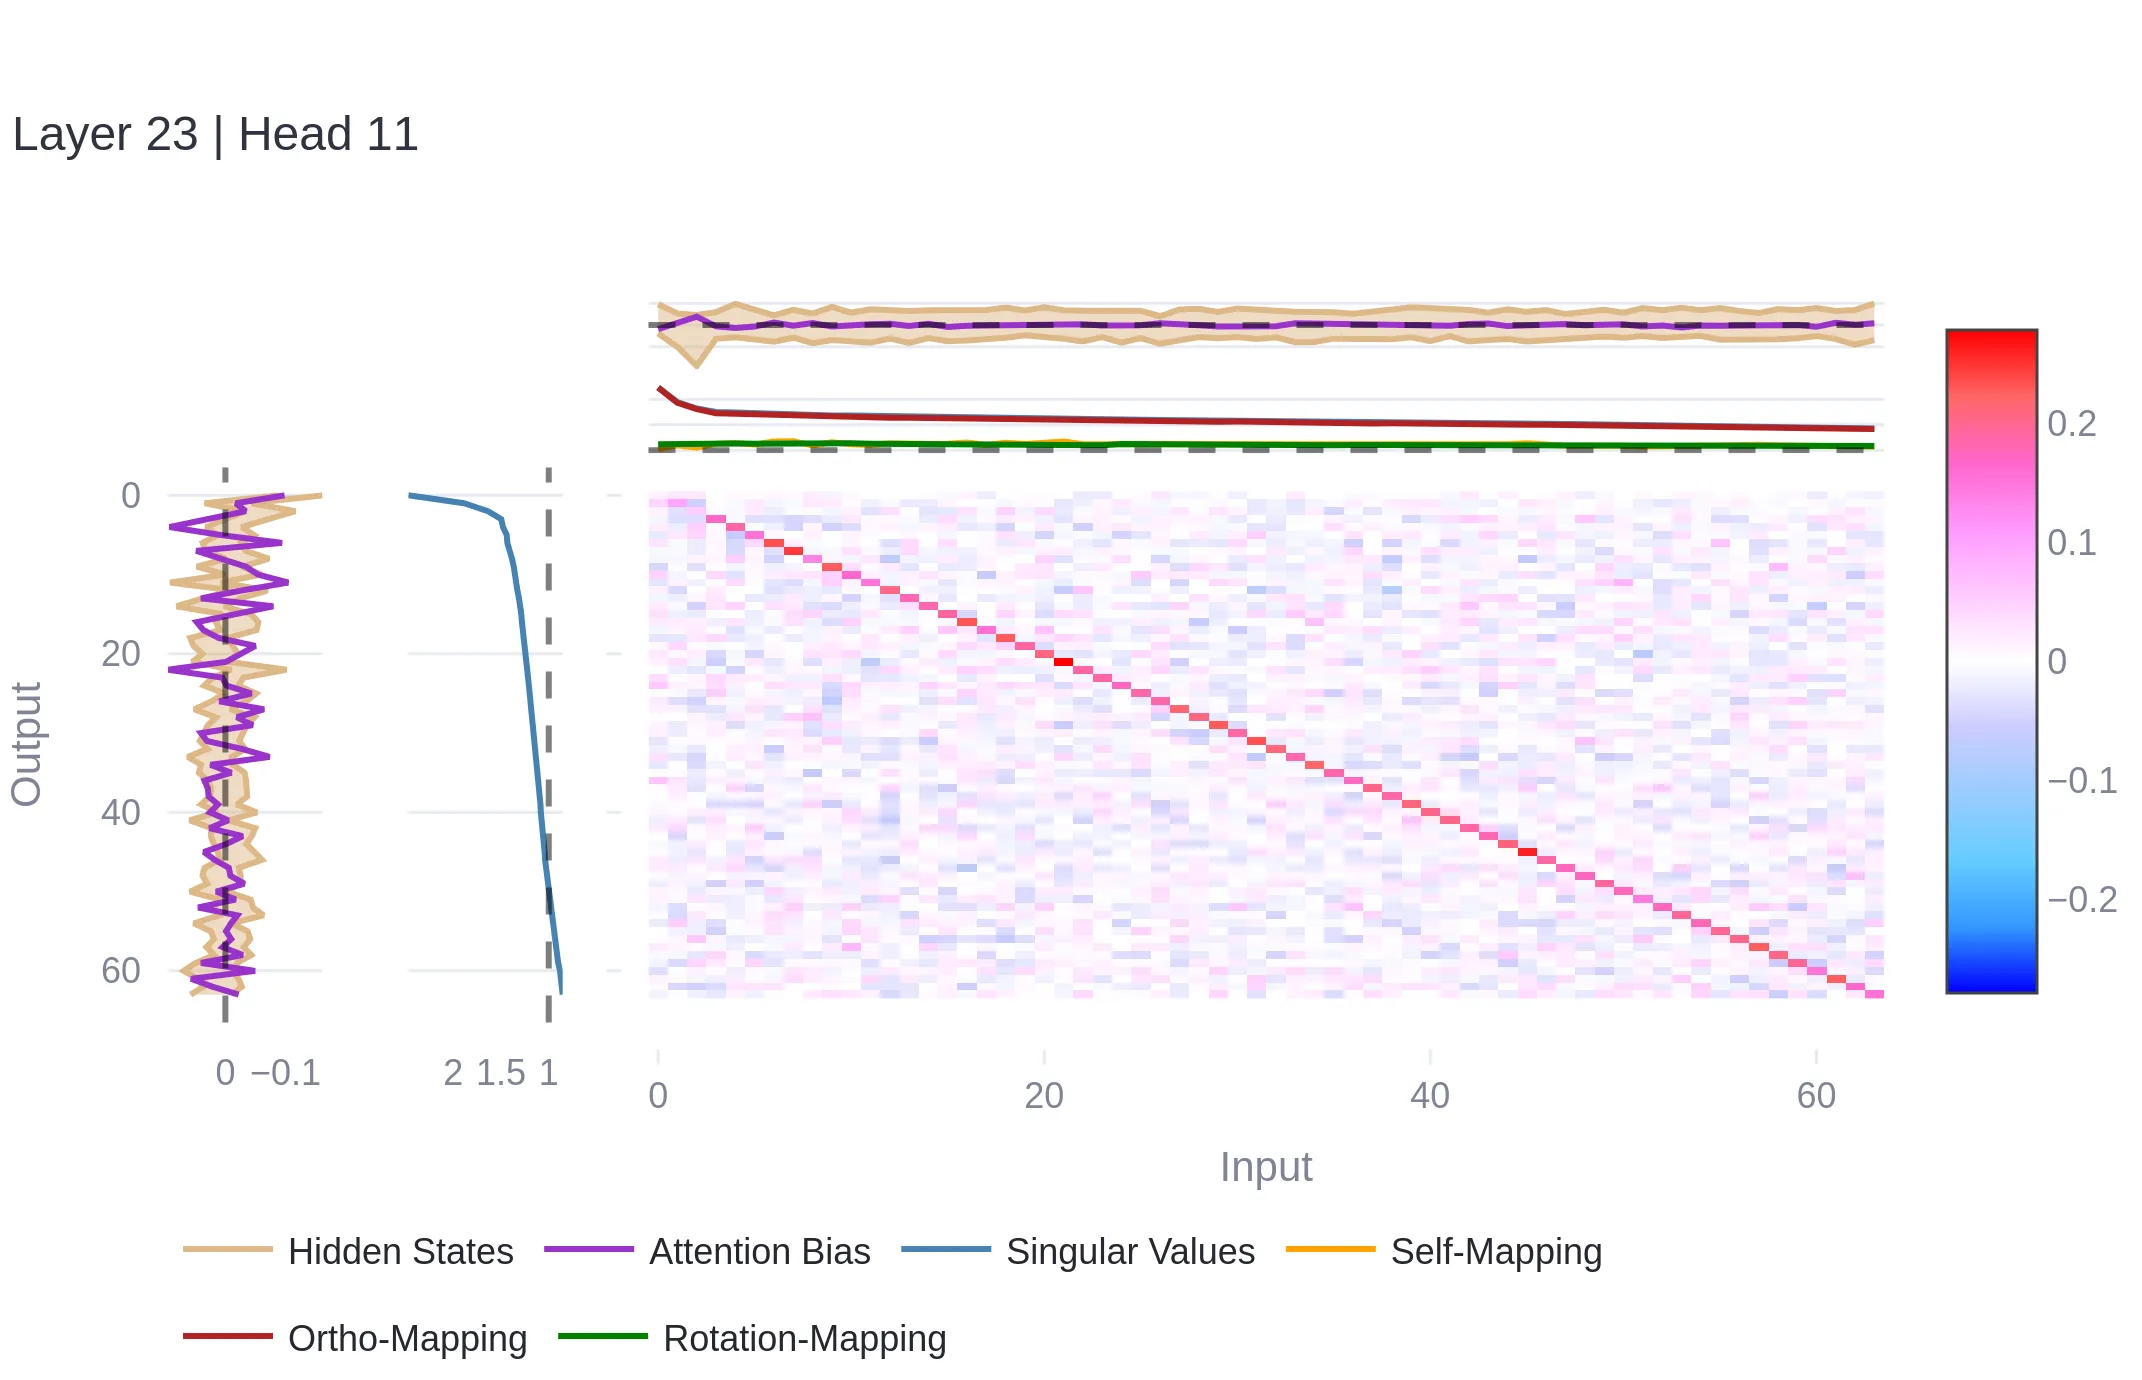 Layer 23 | Head 11
0
20
40
60
Output
0 −0.1
2 1.5 1
0 20 40 60
Input
0.2
0.1
0
−0.1
−0.2
Hidden States Attention Bias Singular Values Self-Mapping
Ortho-Mapping Rotation-Mapping